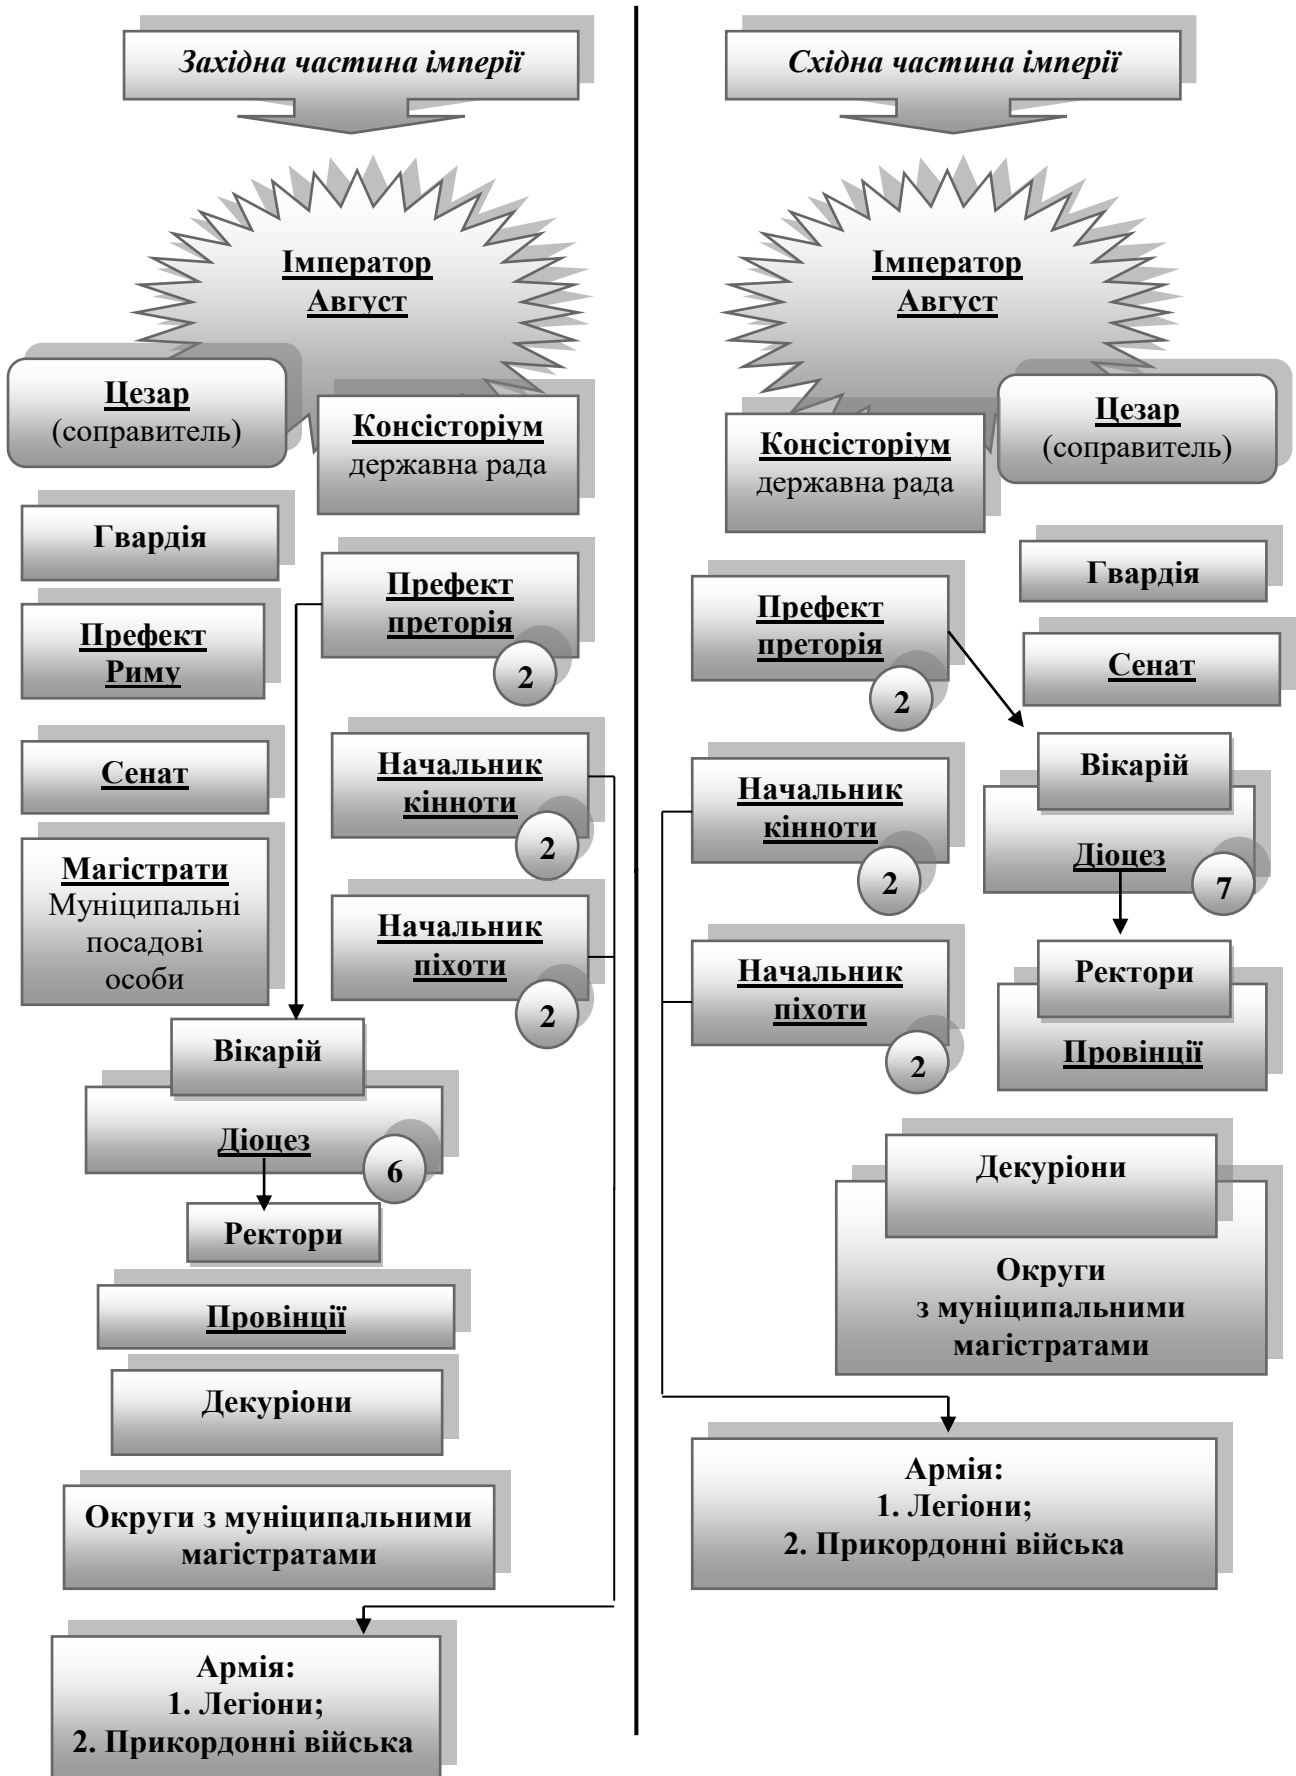 Західна частина імперії
Імператор
Август
Цезар
(соправитель)
Консісторіум
державна рада
Гвардія
Префект
преторія
2
Префект
Риму
Сенат
Начальник
кінноти
2
Магістрати
Муніципальні
посадові
особи
Начальник
піхоти
2
Вікарій
Діоцез
6
Ректори
Провінції
Декуріони
Округи з муніципальними
магістратами
Армія:
1. Легіони;
2. Прикордонні війська
Східна частина імперії
Імператор
Август
Цезар
(соправитель)
Консісторіум
державна рада
Гвардія
Префект
преторія
2
Сенат
Вікарій
Діоцез
7
Начальник
кінноти
2
Начальник
піхоти
2
Ректори
Провінції
Декуріони
Округи
з муніципальними
магістратами
Армія:
1. Легіони;
2. Прикордонні війська